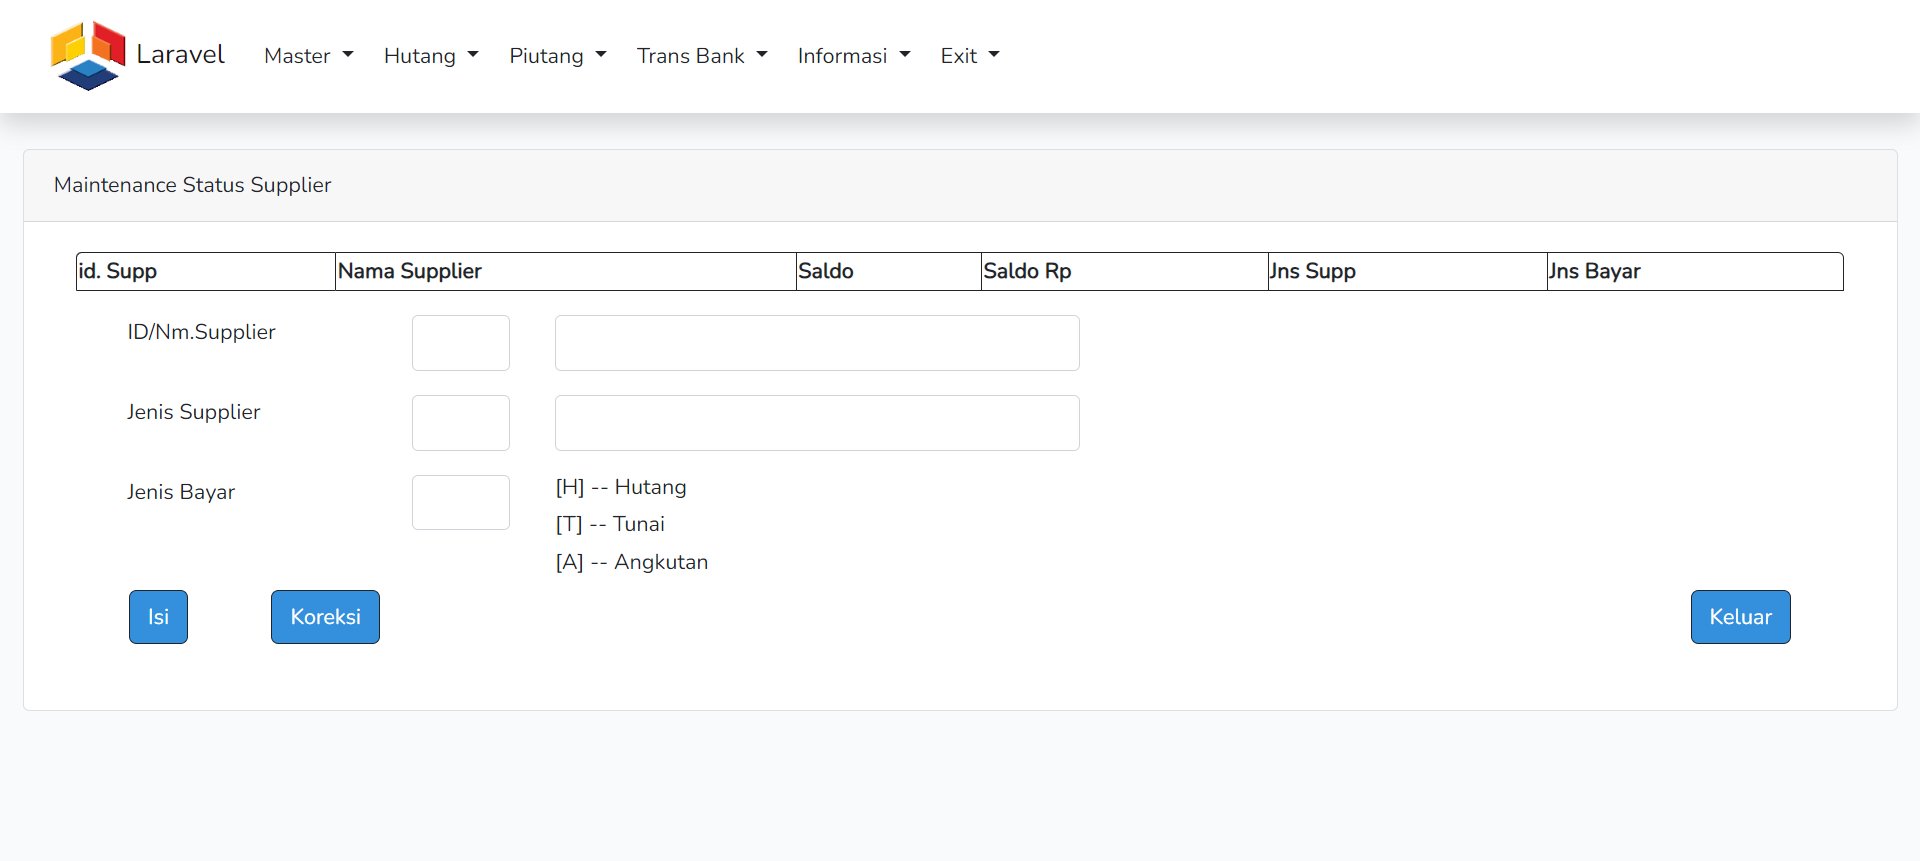 Laravel Master Hutang Piutang Trans Bank Informasi Exit
Maintenance Status Supplier
id. Supp Nama Supplier Saldo Saldo Rp Jns Supp Jns Bayar
ID/Nm.Supplier
Jenis Supplier
Jenis Bayar [H] -- Hutang
[T] -- Tunai
[A] -- Angkutan
Isi Koreksi Keluar